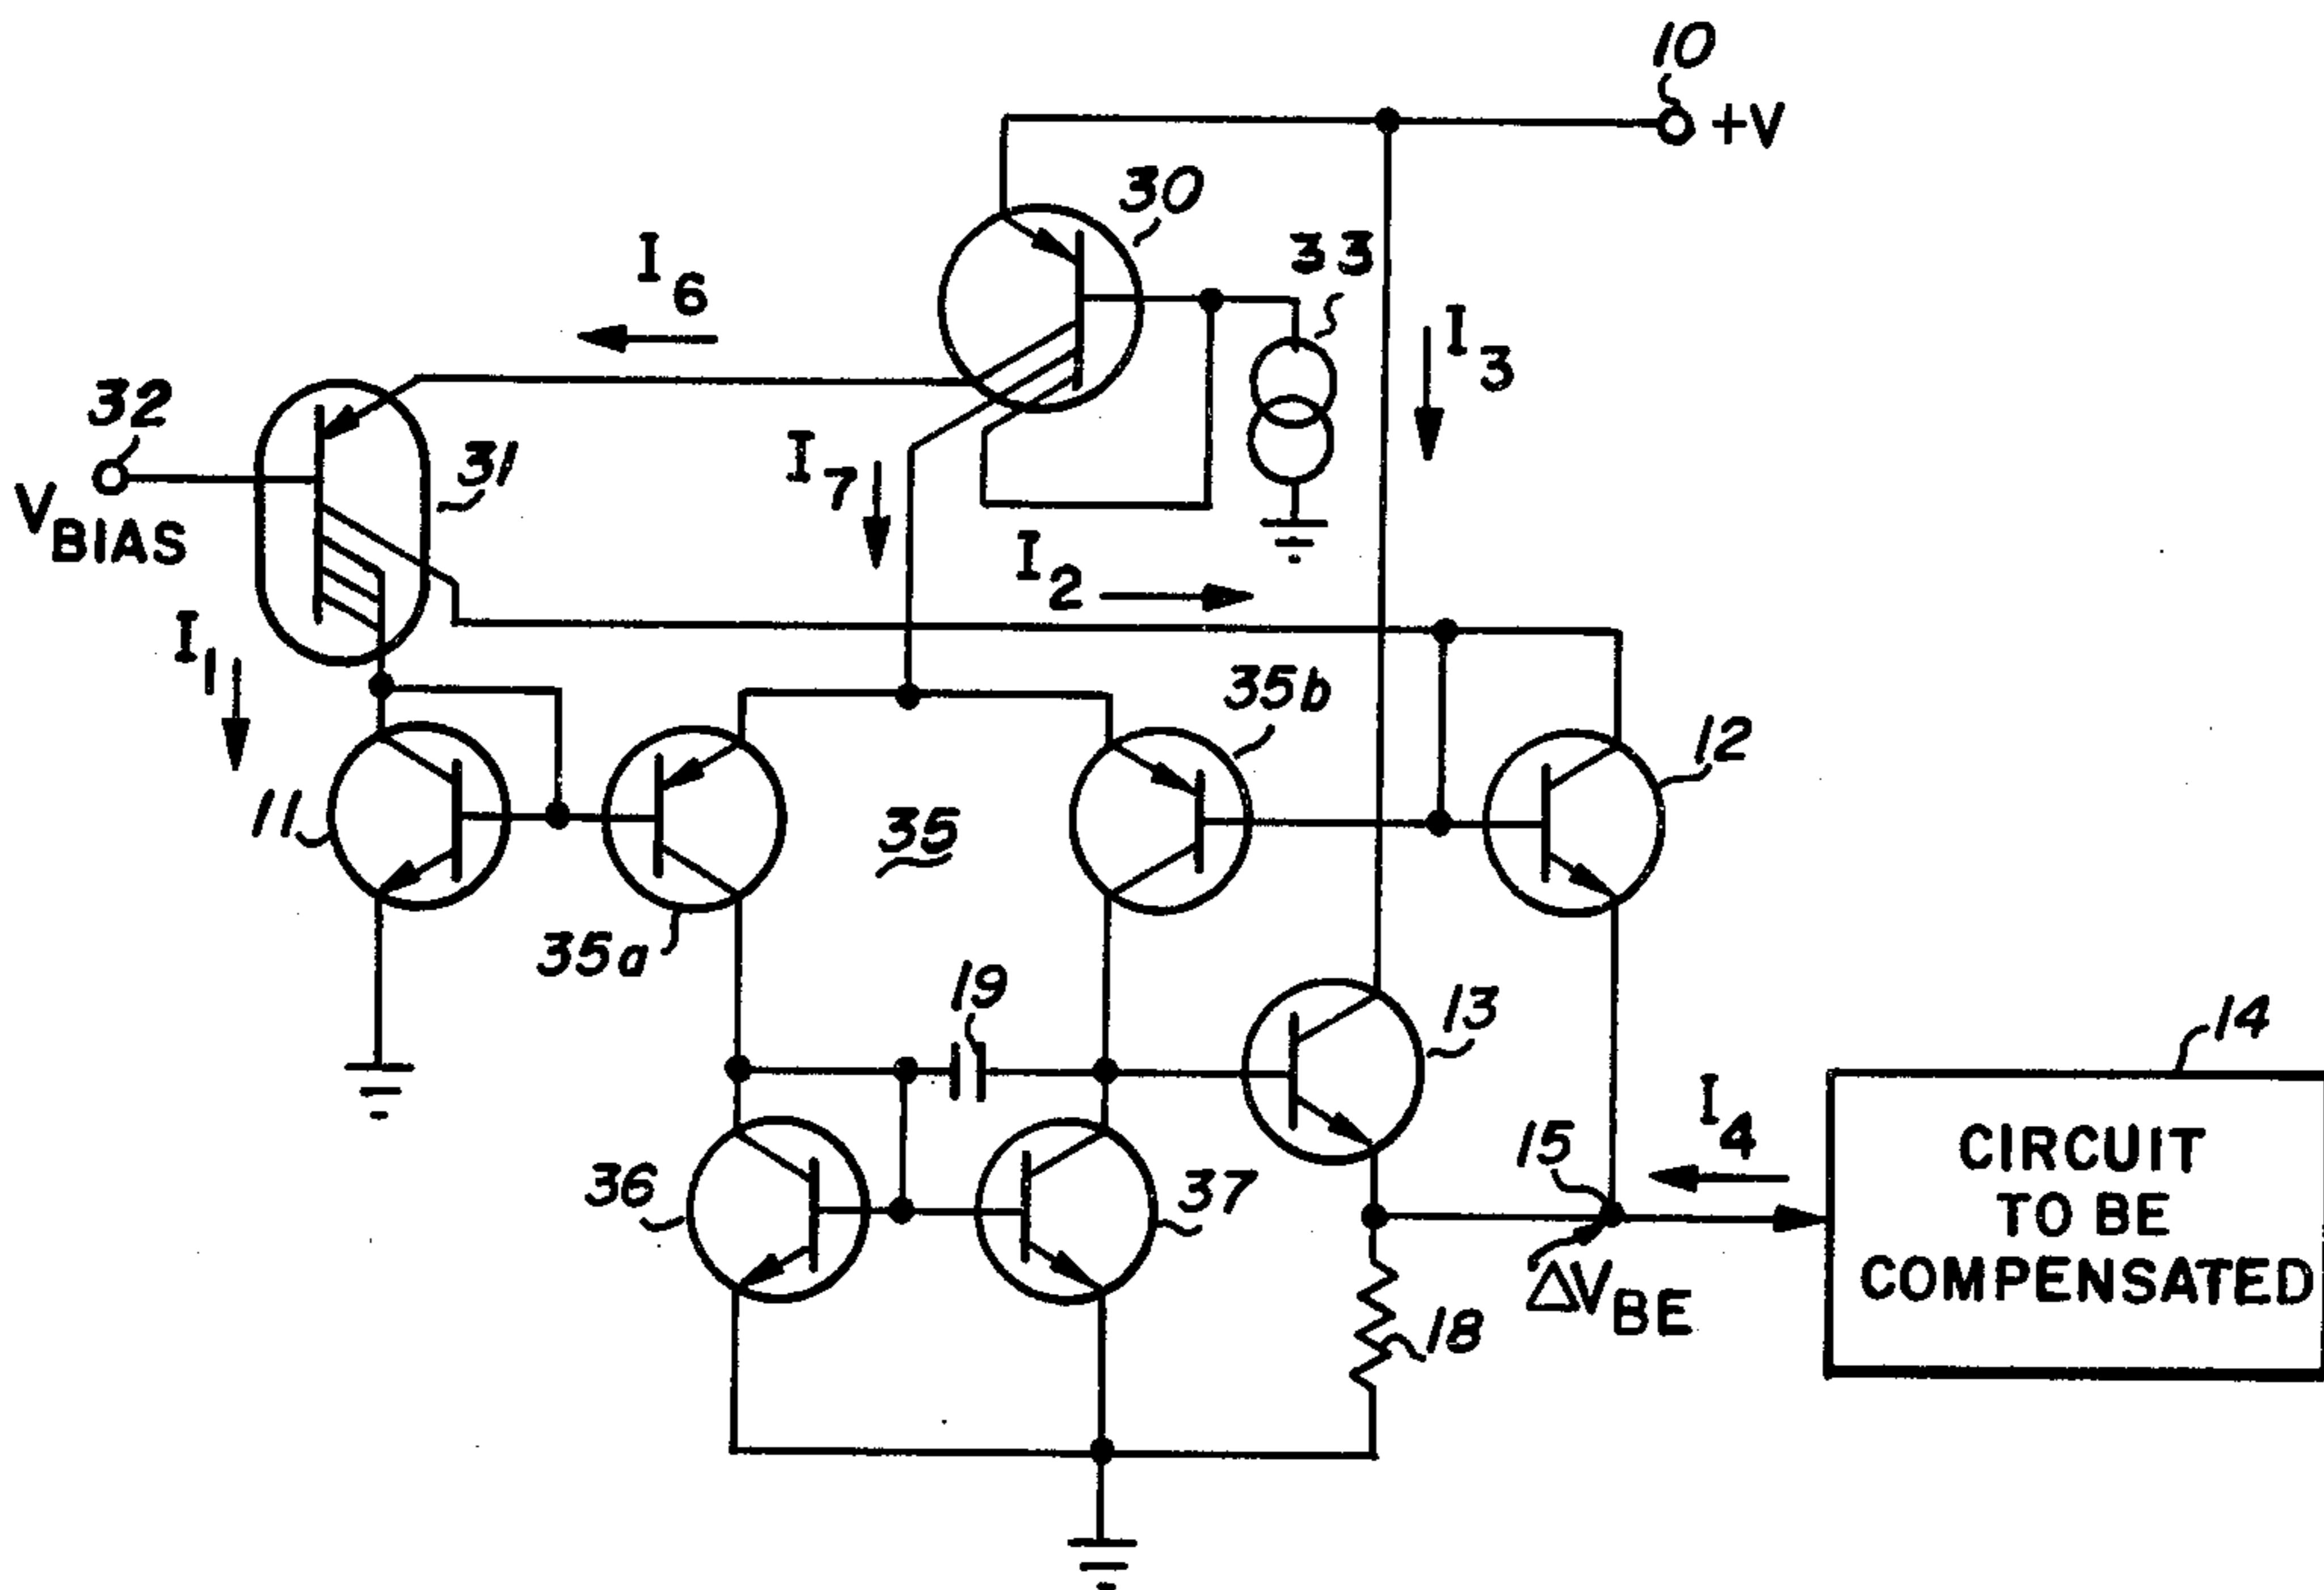 10
+V
30
33
I6
I3
32
31
I7
VBIAS
I2
I1
35b
12
11
35
35a
19
13
14
I4
15
CIRCUIT
TO BE
COMPENSATED
36
37
ΔVBE
18